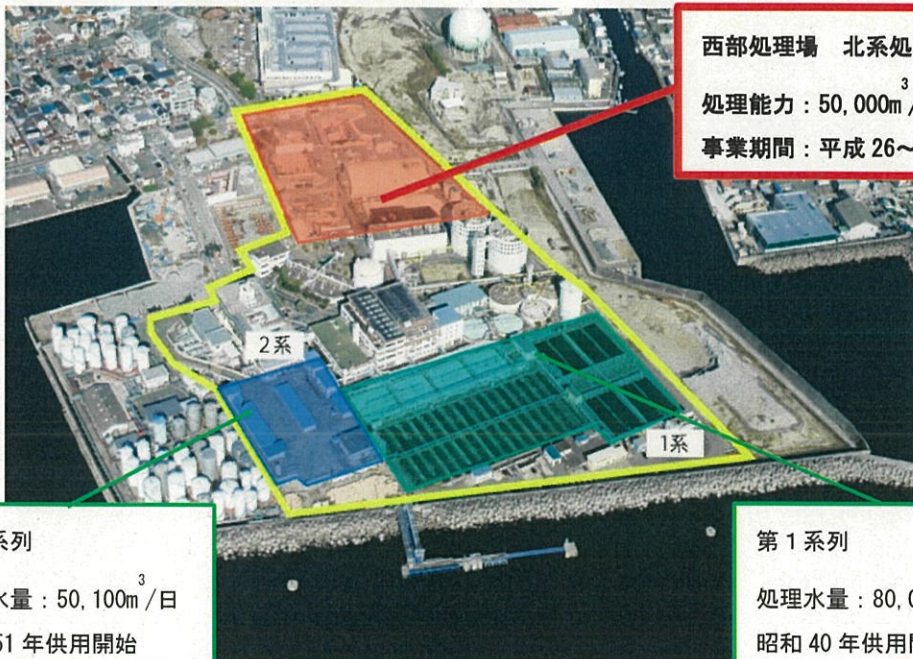 西部処理場 北系処
処理能力:50,000m³/
事業期間:平成26~
2系
1系
系列
水量:50,100m³/日
51年供用開始
第1系列
処理水量:80,0
昭和40年供用開